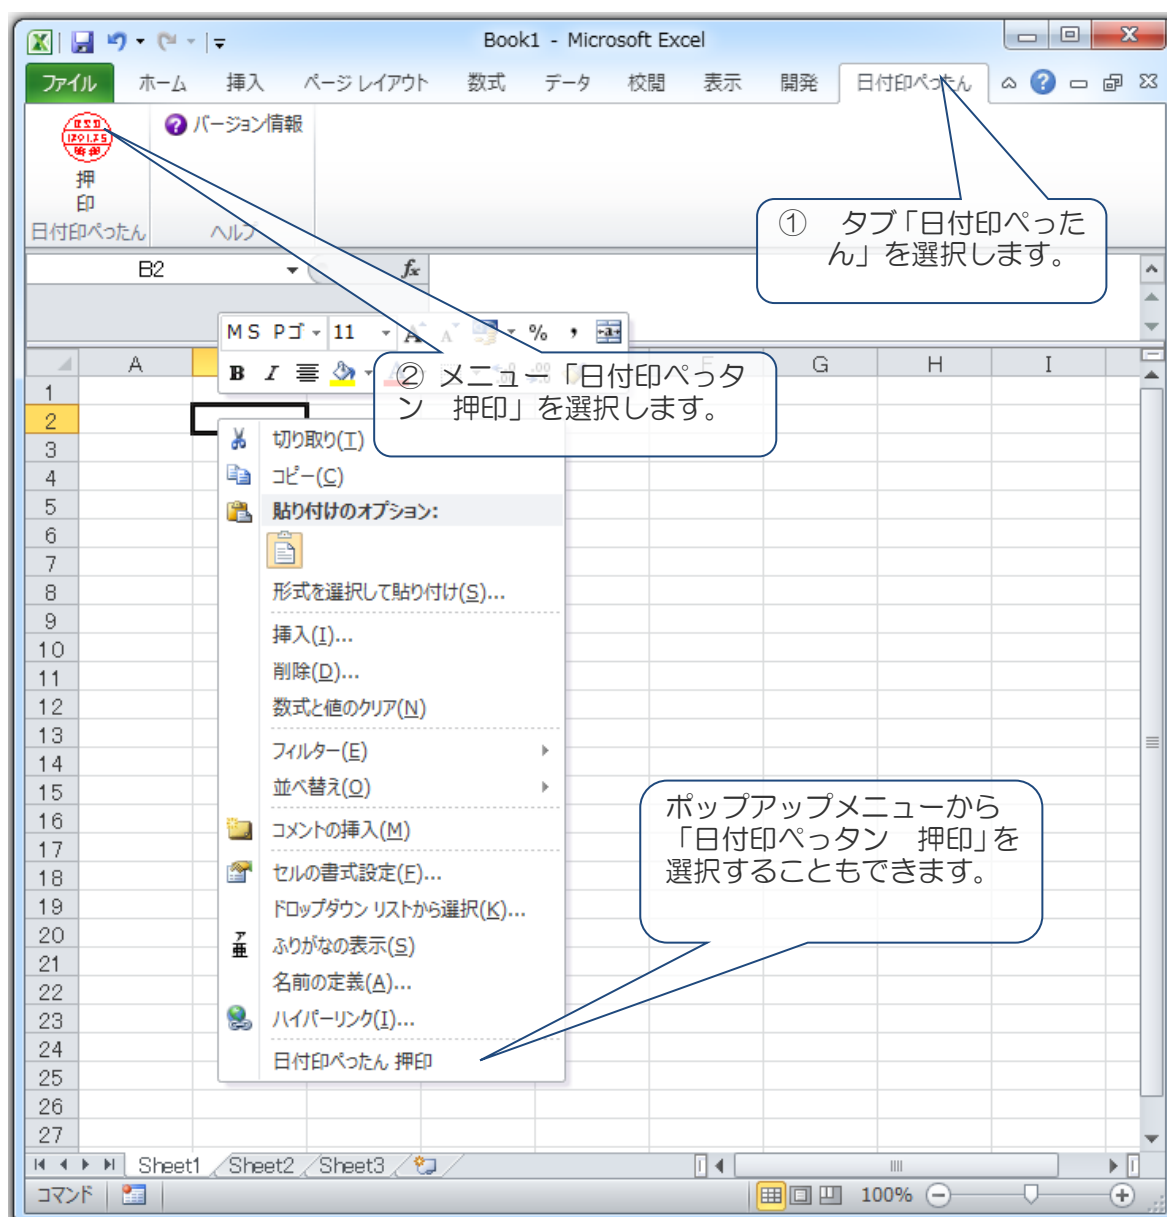 Book1 - Microsoft Excel
ファイル ホーム 挿入 ページ レイアウト 数式 データ 校閲 表示 開発 日付印ぺったん
バージョン情報
押
印
日付印ぺったん ヘルプ
① タブ「日付印ぺった
ん」を選択します。
B2 fx
MS Pゴ 11 A A % ,
B I
② メニュー「日付印ぺっタ
ン 押印」を選択します。
A F G H I
1
2
3
4
5
6
7
8
9
10
11
12
13
14
15
16
17
18
19
20
21
22
23
24
25
26
27
切り取り(T)
コピー(C)
貼り付けのオプション:
形式を選択して貼り付け(S)...
挿入(I)...
削除(D)...
数式と値のクリア(N)
フィルター(E)
並べ替え(O)
コメントの挿入(M)
セルの書式設定(F)...
ドロップダウン リストから選択(K)...
ふりがなの表示(S)
名前の定義(A)...
ハイパーリンク(I)...
日付印ぺったん 押印
ポップアップメニューから
「日付印ぺっタン 押印」を
選択することもできます。
Sheet1 Sheet2 Sheet3
コマンド 100%